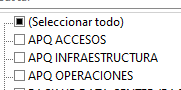 (Seleccionar todo)
APQ ACCESOS
APQ INFRAESTRUCTURA
APQ OPERACIONES